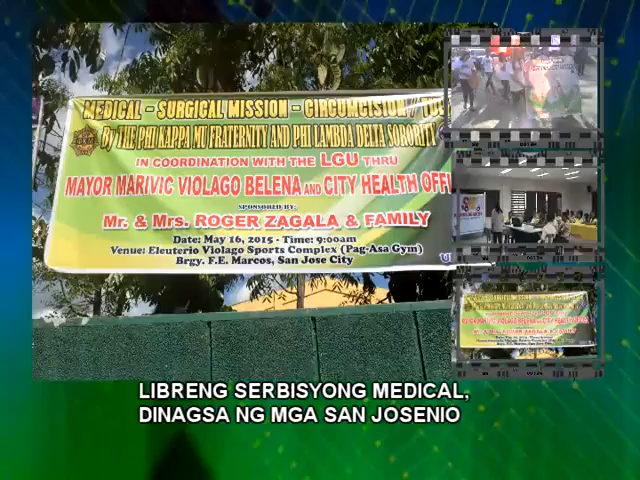 MEDICAL - SURGICAL MISSION - CIRCUMCISION /
By THE PHI KAPPA MU FRATERNITY AND PHI LAMBDA DELTA SORORITY
IN COORDINATION WITH THE LGU THRU
MAYOR MARIVIC VIOLAGO BELENA AND CITY HEALTH OFFI
SPONSORED BY:
Mr. & Mrs. ROGER ZAGALA & FAMILY
Date: May 16, 2015 - Time: 9:00am
Venue: Eleuterio Violago Sports Complex (Pag-Asa Gym)
Brgy. F.E. Marcos, San Jose City
LIBRENG SERBISYONG MEDICAL,
DINAGSA NG MGA SAN JOSENIO